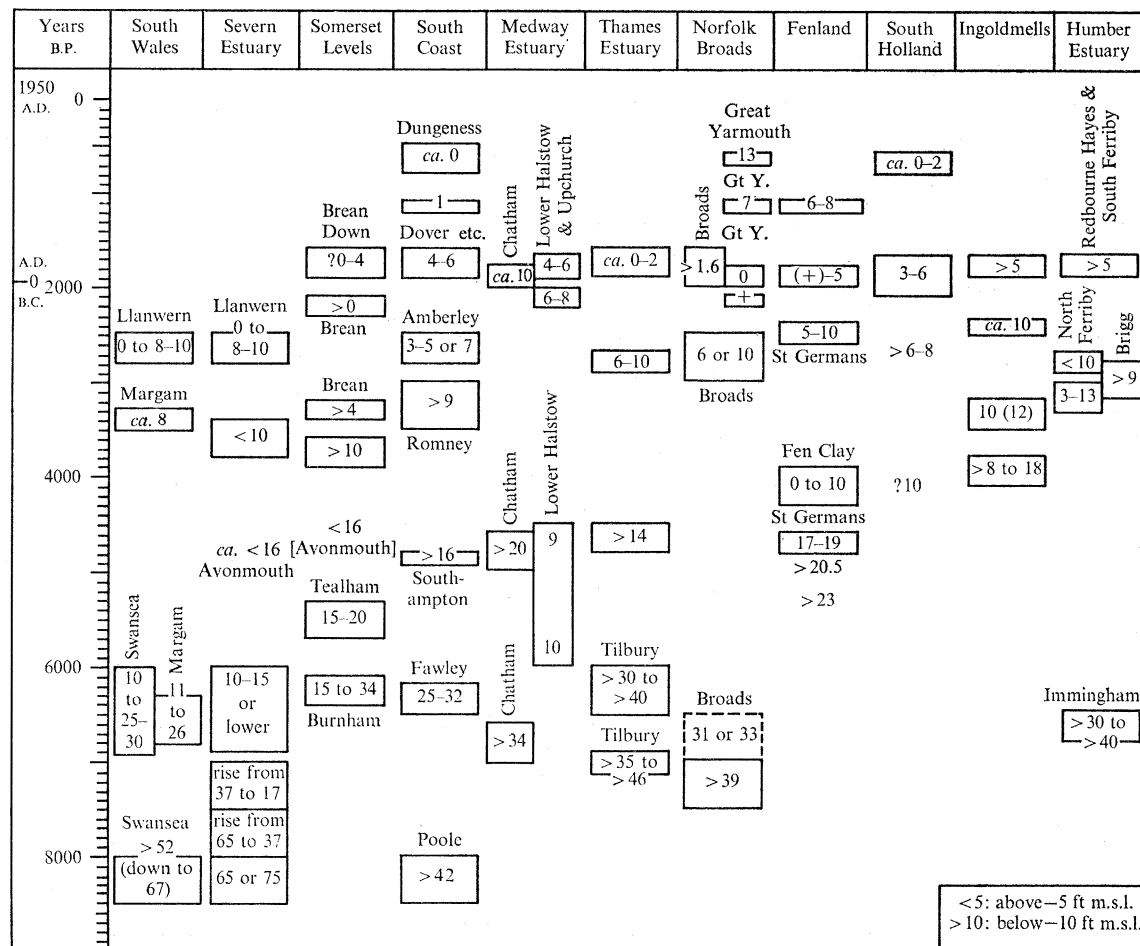 Years
B.P.
South
Wales
Severn
Estuary
Somerset
Levels
South
Coast
Medway
Estuary
Thames
Estuary
Norfolk
Broads
Fenland
South
Holland
Ingoldmells
Humber
Estuary
1950
A.D.
0
A.D.
0
B.C.
2000
4000
6000
8000
Llanwern
0 to 8–10
Margam
ca. 8
Swansea
10
to
25–
30
Margam
11
to
26
Swansea
>52
(down to
67)
Llanwern
0 to
8–10
<10
ca. <16
Avonmouth
10–15
or
lower
rise from
37 to 17
rise from
65 to 37
65 or 75
Brean
Down
?0–4
>0
Brean
Brean
>4
>10
<16
[Avonmouth]
Tealham
15–20
15 to 34
Burnham
Dungeness
ca. 0
1
Dover etc.
4–6
Amberley
3–5 or 7
>9
Romney
>16
South-
ampton
Fawley
25–32
Poole
>42
Chatham
ca. 10
Lower Halstow
& Upchurch
4–6
6–8
Chatham
>20
Lower Halstow
9
10
Chatham
>34
ca. 0–2
6–10
>14
Tilbury
>30 to
>40
Tilbury
>35 to
>46
Great
Yarmouth
13
Gt Y.
7
Gt Y.
Broads
>1.6
0
+
6 or 10
Broads
Broads
31 or 33
>39
6–8
(+)–5
5–10
St Germans
Fen Clay
0 to 10
St Germans
17–19
>20.5
>23
ca. 0–2
3–6
>6–8
?10
>5
ca. 10
10 (12)
>8 to 18
Redbourne Hayes &
South Ferriby
>5
North
Ferriby
<10
3–13
Brigg
>9
Immingham
>30 to
>40
<5: above–5 ft m.s.l.
>10: below–10 ft m.s.l.